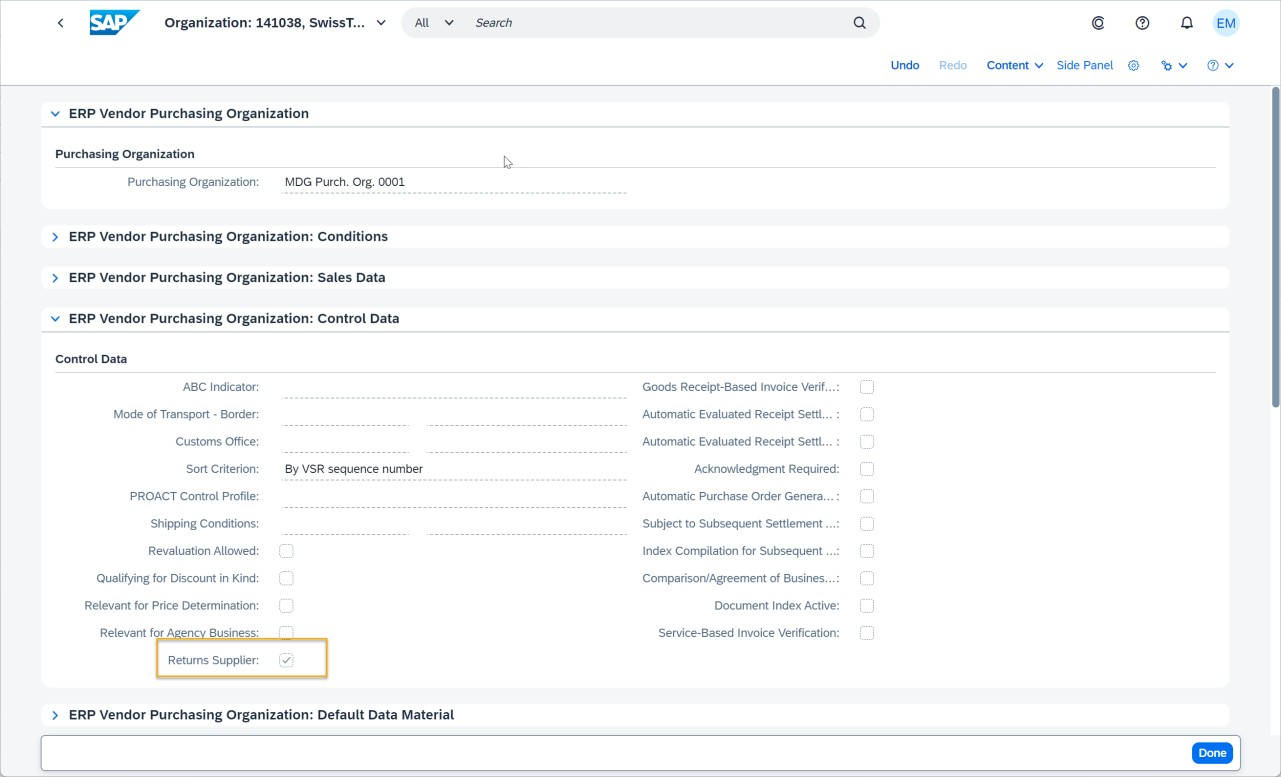 SAP Organization: 141038, SwissT... All Search EM
Undo Redo Content Side Panel
ERP Vendor Purchasing Organization
Purchasing Organization
Purchasing Organization: MDG Purch. Org. 0001
ERP Vendor Purchasing Organization: Conditions
ERP Vendor Purchasing Organization: Sales Data
ERP Vendor Purchasing Organization: Control Data
Control Data
ABC Indicator: Goods Receipt-Based Invoice Verif...:
Mode of Transport - Border: Automatic Evaluated Receipt Settl... :
Customs Office: Automatic Evaluated Receipt Settl... :
Sort Criterion: By VSR sequence number Acknowledgment Required:
PROACT Control Profile: Automatic Purchase Order Genera... :
Shipping Conditions: Subject to Subsequent Settlement ...:
Revaluation Allowed: Index Compilation for Subsequent ...:
Qualifying for Discount in Kind: Comparison/Agreement of Busines...:
Relevant for Price Determination: Document Index Active:
Relevant for Agency Business: Service-Based Invoice Verification:
Returns Supplier:
ERP Vendor Purchasing Organization: Default Data Material
Done